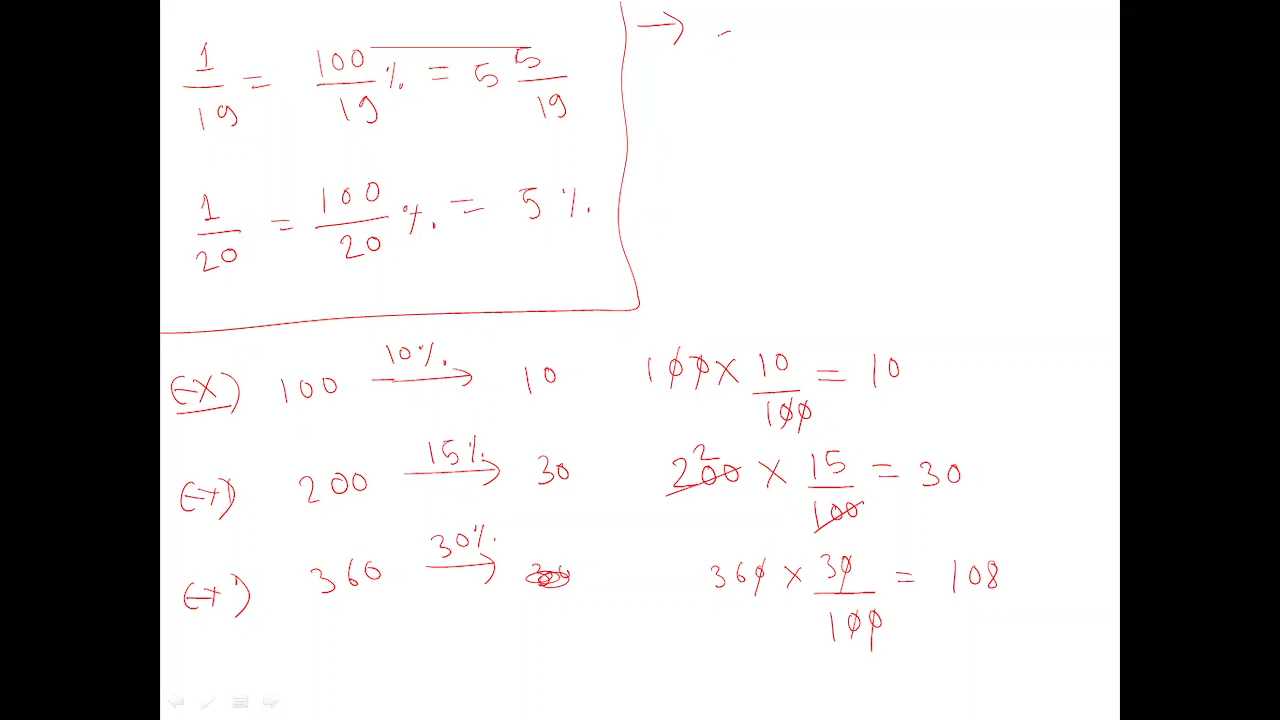 1/19 = 100/19 % = 5 5/19
1/20 = 100/20 % = 5 %.
→
Ex) 100 10%. → 10 100 × 10/100 = 10
Ex) 200 15%. → 30 200 2 × 15/100 = 30
Ex) 360 30%. → 360 × 30/100 = 108